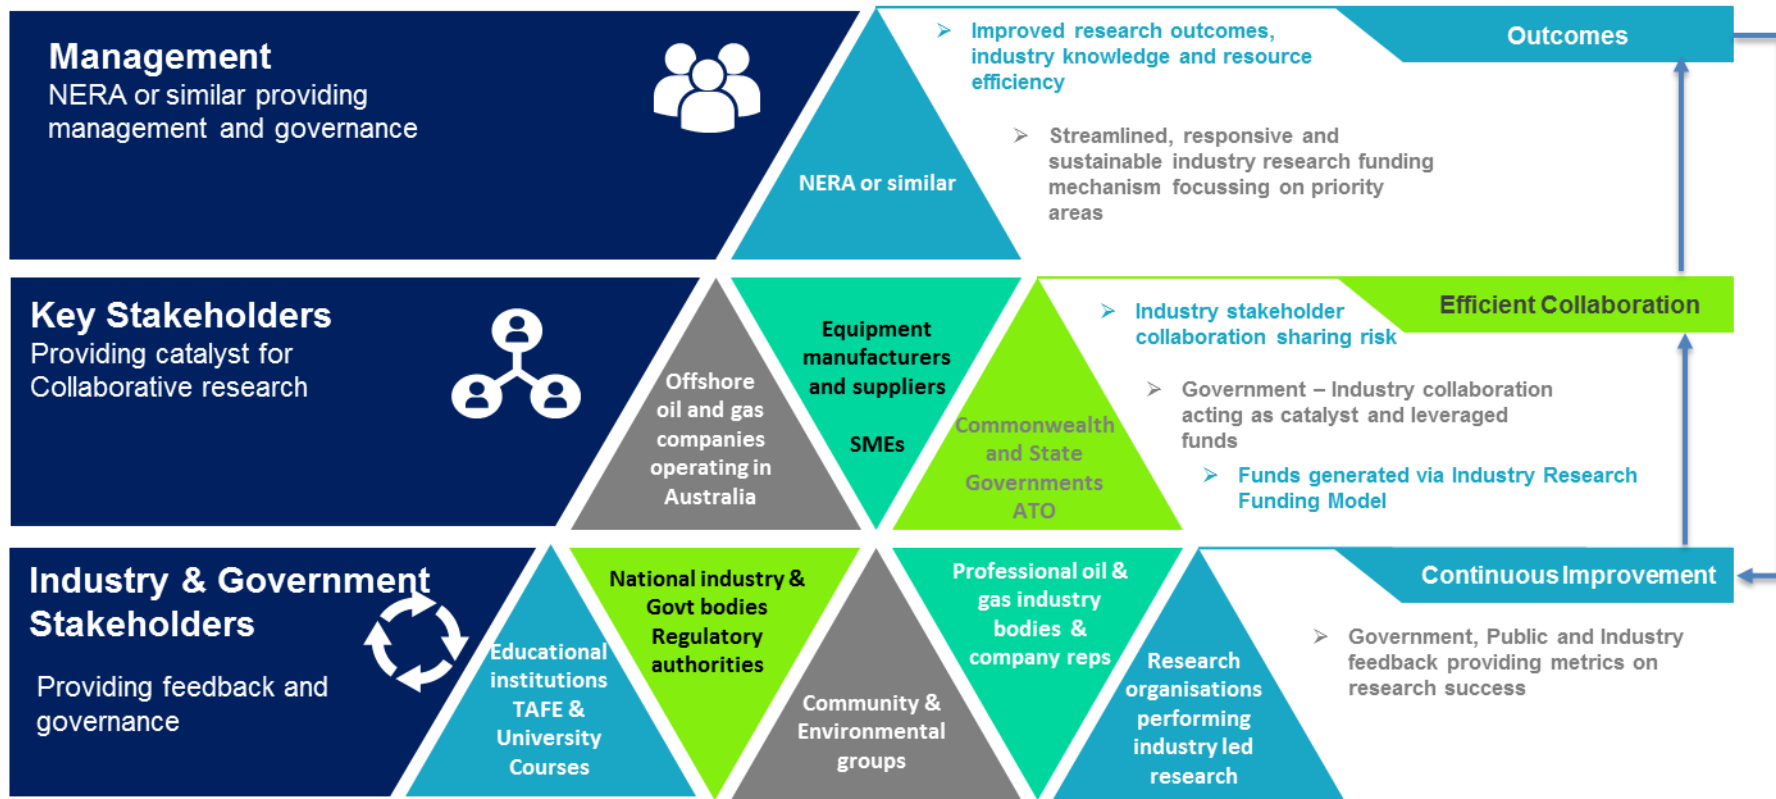 Management
NERA or similar providing
management and governance
NERA or similar
➢ Improved research outcomes,
industry knowledge and resource
efficiency
➢ Streamlined, responsive and
sustainable industry research funding
mechanism focussing on priority
areas
Outcomes
Key Stakeholders
Providing catalyst for
Collaborative research
Offshore
oil and gas
companies
operating in
Australia
Equipment
manufacturers
and suppliers
SMEs
Commonwealth
and State
Governments
ATO
➢ Industry stakeholder
collaboration sharing risk
➢ Government – Industry collaboration
acting as catalyst and leveraged
funds
➢ Funds generated via Industry Research
Funding Model
Efficient Collaboration
Industry & Government
Stakeholders
Providing feedback and
governance
Educational
institutions
TAFE &
University
Courses
National industry &
Govt bodies
Regulatory
authorities
Community &
Environmental
groups
Professional oil &
gas industry
bodies &
company reps
Research
organisations
performing
industry led
research
Continuous Improvement
➢ Government, Public and Industry
feedback providing metrics on
research success